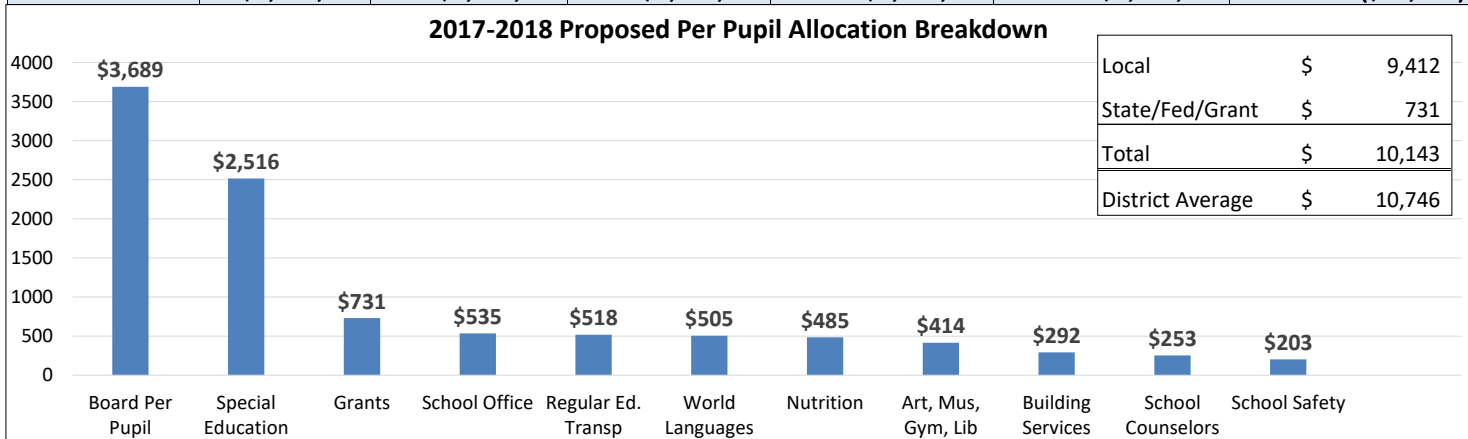 2017-2018 Proposed Per Pupil Allocation Breakdown
Local $ 9,412
State/Fed/Grant $ 731
Total $ 10,143
District Average $ 10,746
4000
3500
3000
2500
2000
1500
1000
500
0
$3,689
$2,516
$731
$535
$518
$505
$485
$414
$292
$253
$203
Board Per
Pupil
Special
Education
Grants
School Office
Regular Ed.
Transp
World
Languages
Nutrition
Art, Mus,
Gym, Lib
Building
Services
School
Counselors
School Safety